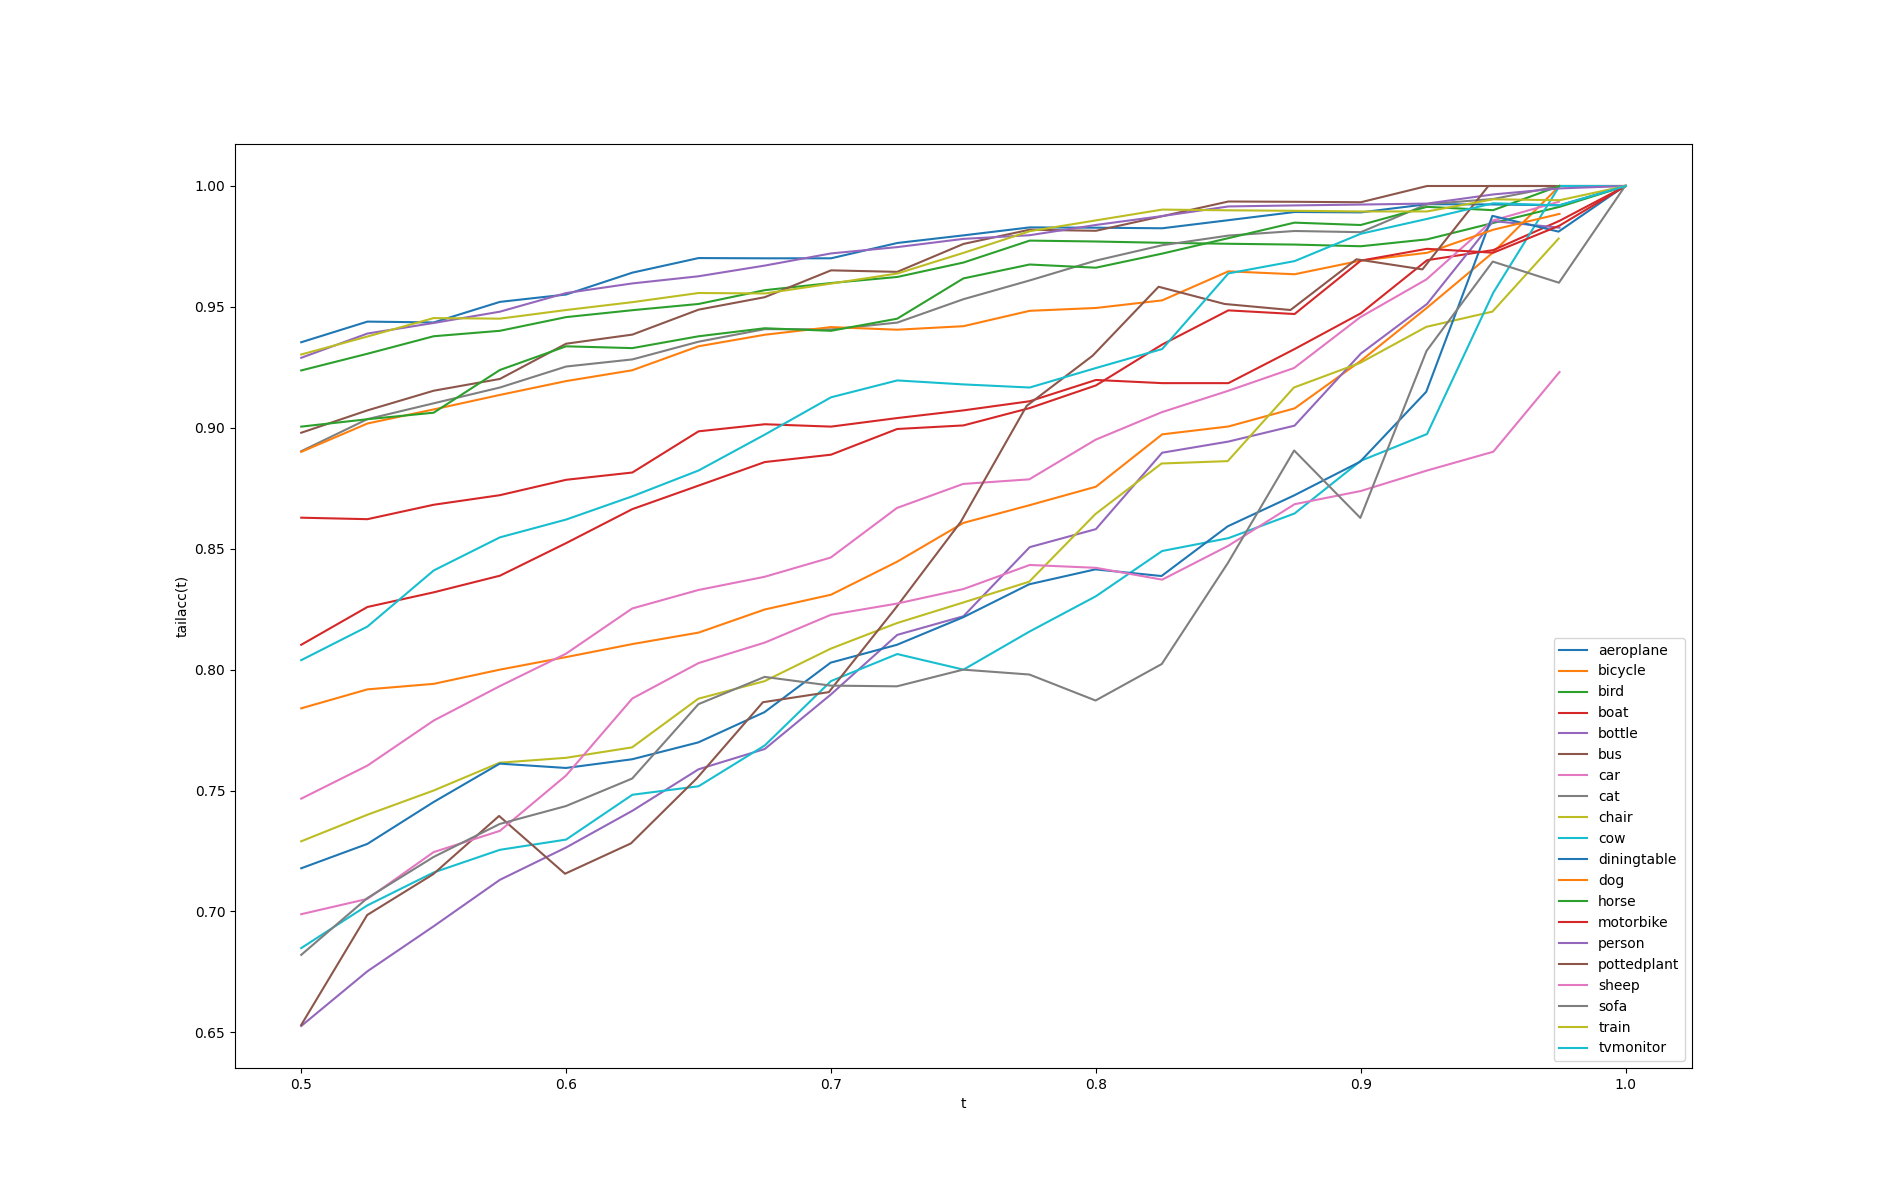 1.00
0.95
0.90
0.85
0.80
0.75
0.70
0.65
tailacc(t)
0.5 0.6 0.7 0.8 0.9 1.0
t
aeroplane
bicycle
bird
boat
bottle
bus
car
cat
chair
cow
diningtable
dog
horse
motorbike
person
pottedplant
sheep
sofa
train
tvmonitor